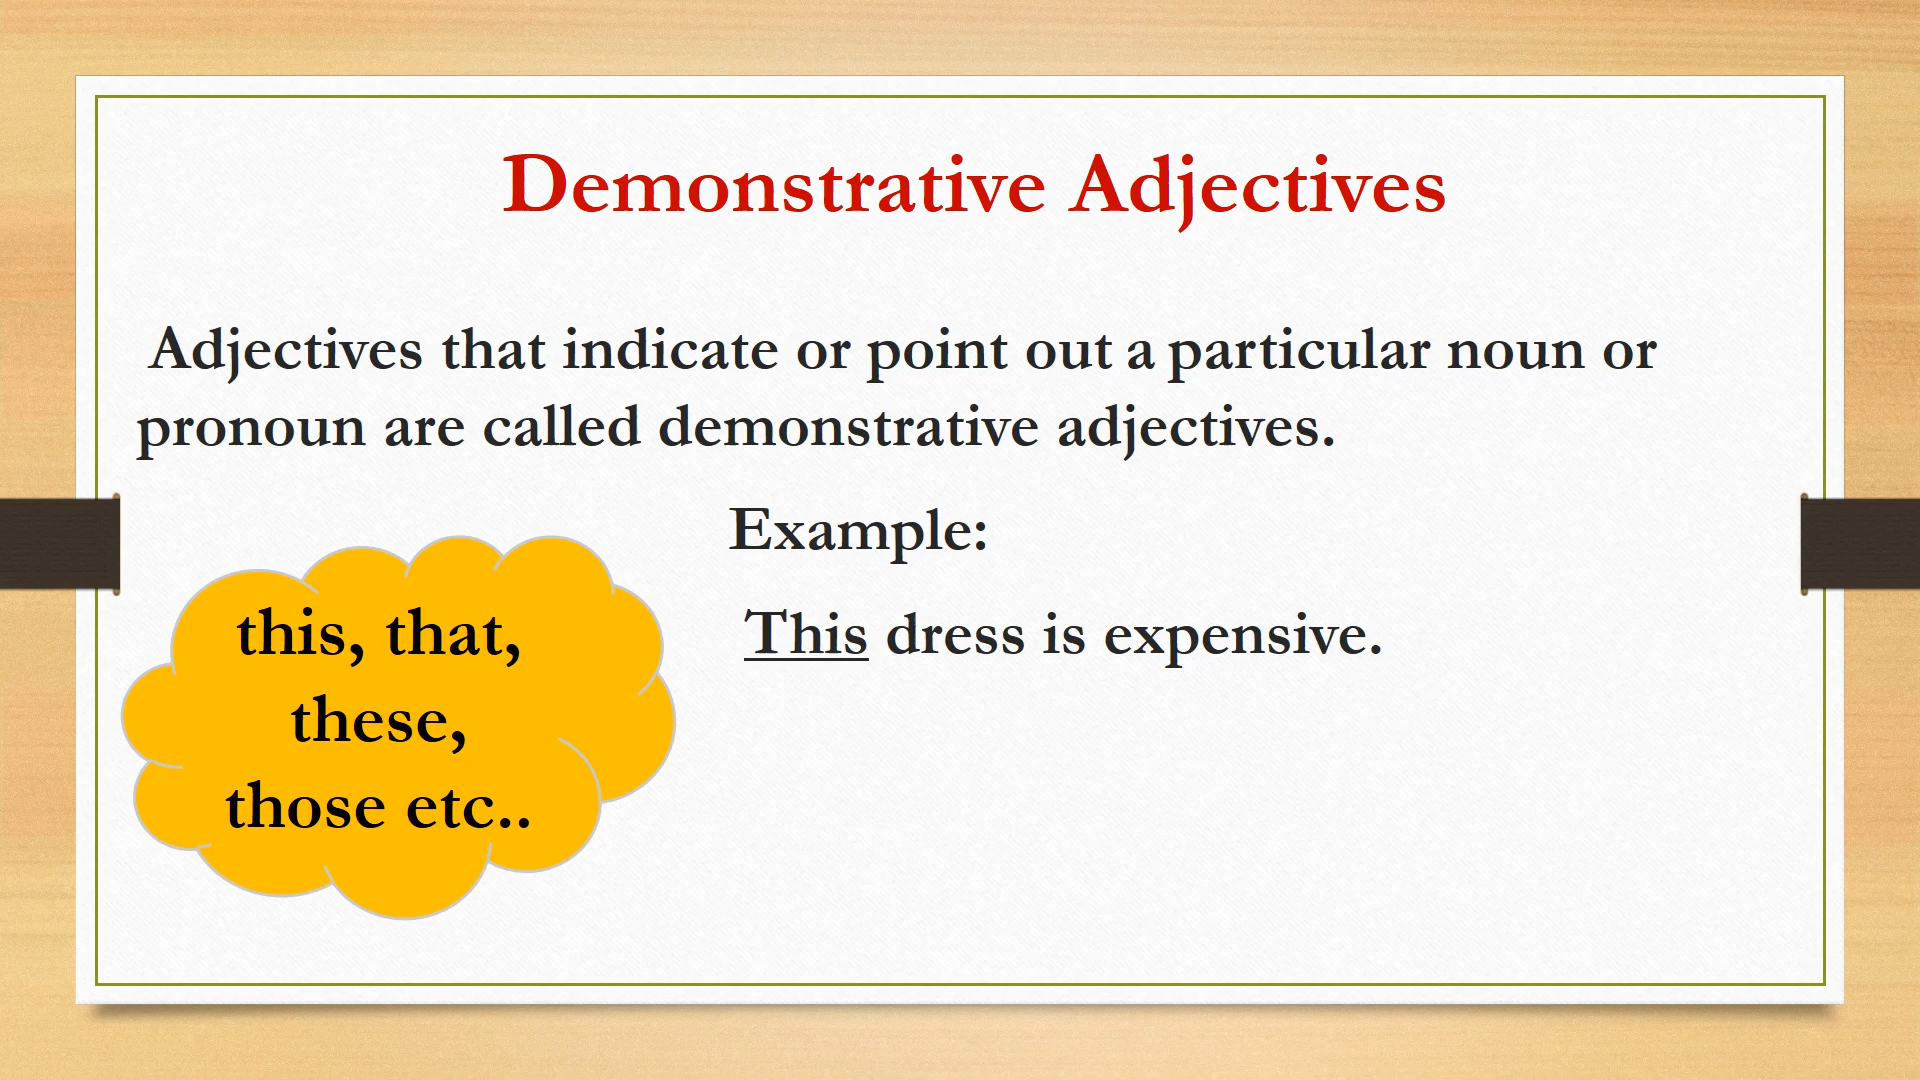 Demonstrative Adjectives
Adjectives that indicate or point out a particular noun or
pronoun are called demonstrative adjectives.
Example:
This dress is expensive.
this, that,
these,
those etc..